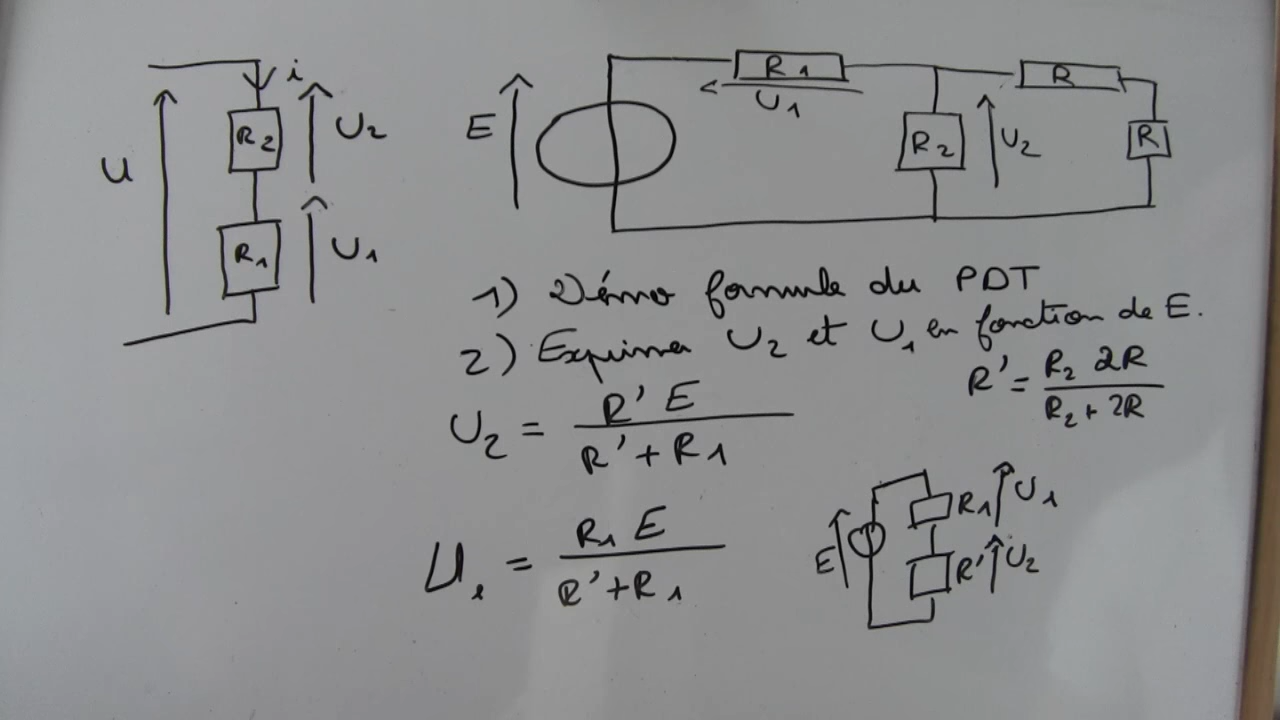 i
U
R2
U2
R1
U1
E
R1
U1
R2
U2
R
R
1) Démo formule du PDT
2) Exprimer U2 et U1 en fonction de E.
R' = R2 2R / R2 + 2R
U2 = R' E / R' + R1
U1 = R1 E / R' + R1
E
R1
U1
R'
U2